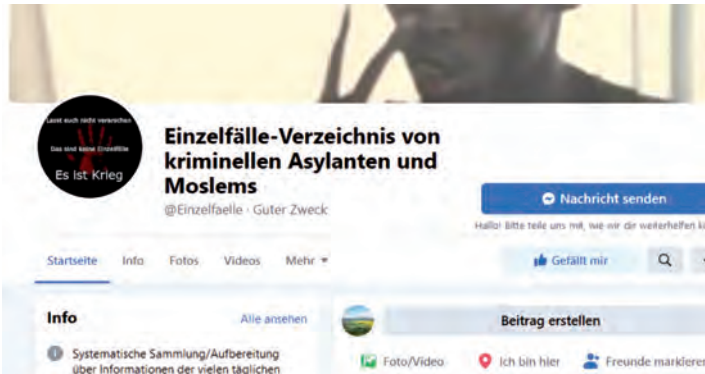 Lasst euch nicht verarschen
Das sind keine Einzelfälle
Es ist Krieg
Einzelfälle-Verzeichnis von
kriminellen Asylanten und
Moslems
@Einzelfaelle · Guter Zweck
Nachricht senden
Hallo! Bitte teile uns mit, wie wir dir weiterhelfen
Startseite Info Fotos Videos Mehr
Gefällt mir
Info Alle ansehen
Beitrag erstellen
Systematische Sammlung/Aufbereitung
über Informationen der vielen täglichen
Foto/Video Ich bin hier Freunde markieren